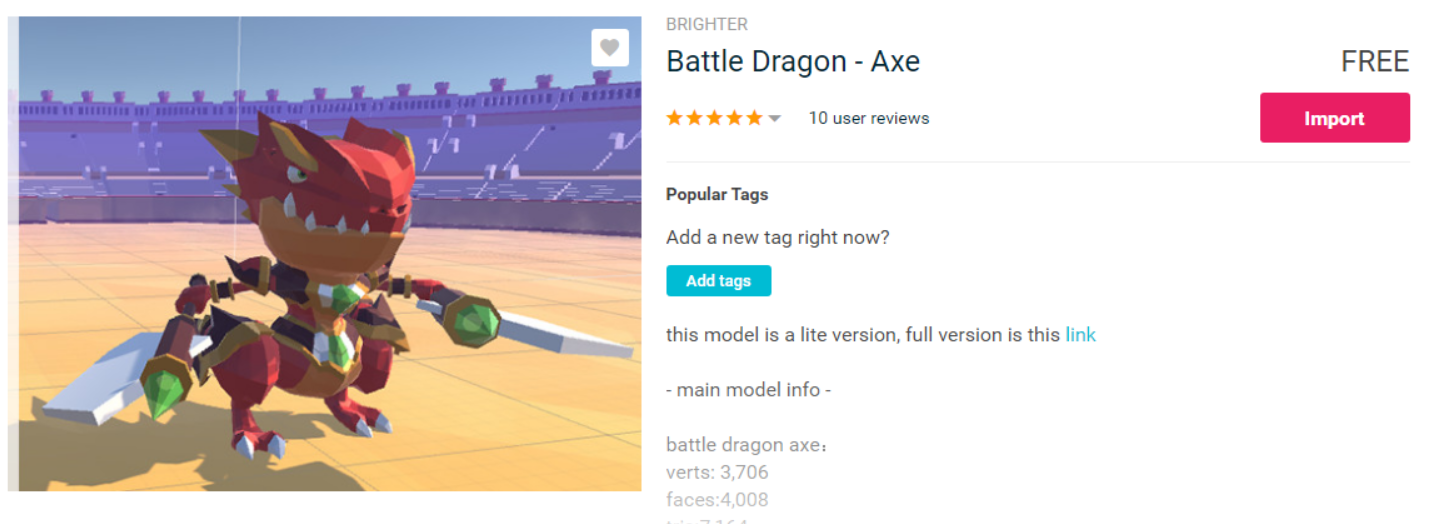 BRIGHTER
Battle Dragon - Axe
FREE
10 user reviews
Import
Popular Tags
Add a new tag right now?
Add tags
this model is a lite version, full version is this link
- main model info -
battle dragon axe：
verts: 3,706
faces:4,008